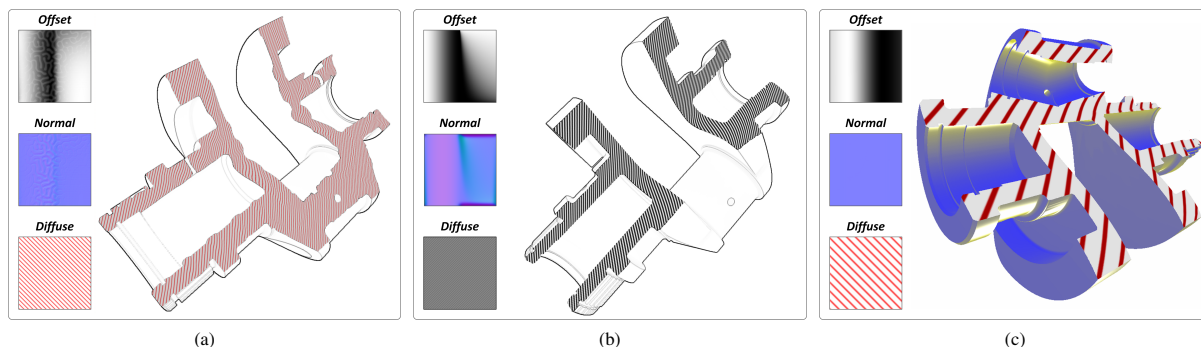 Offset
Normal
Diffuse
(a)
Offset
Normal
Diffuse
(b)
Offset
Normal
Diffuse
(c)